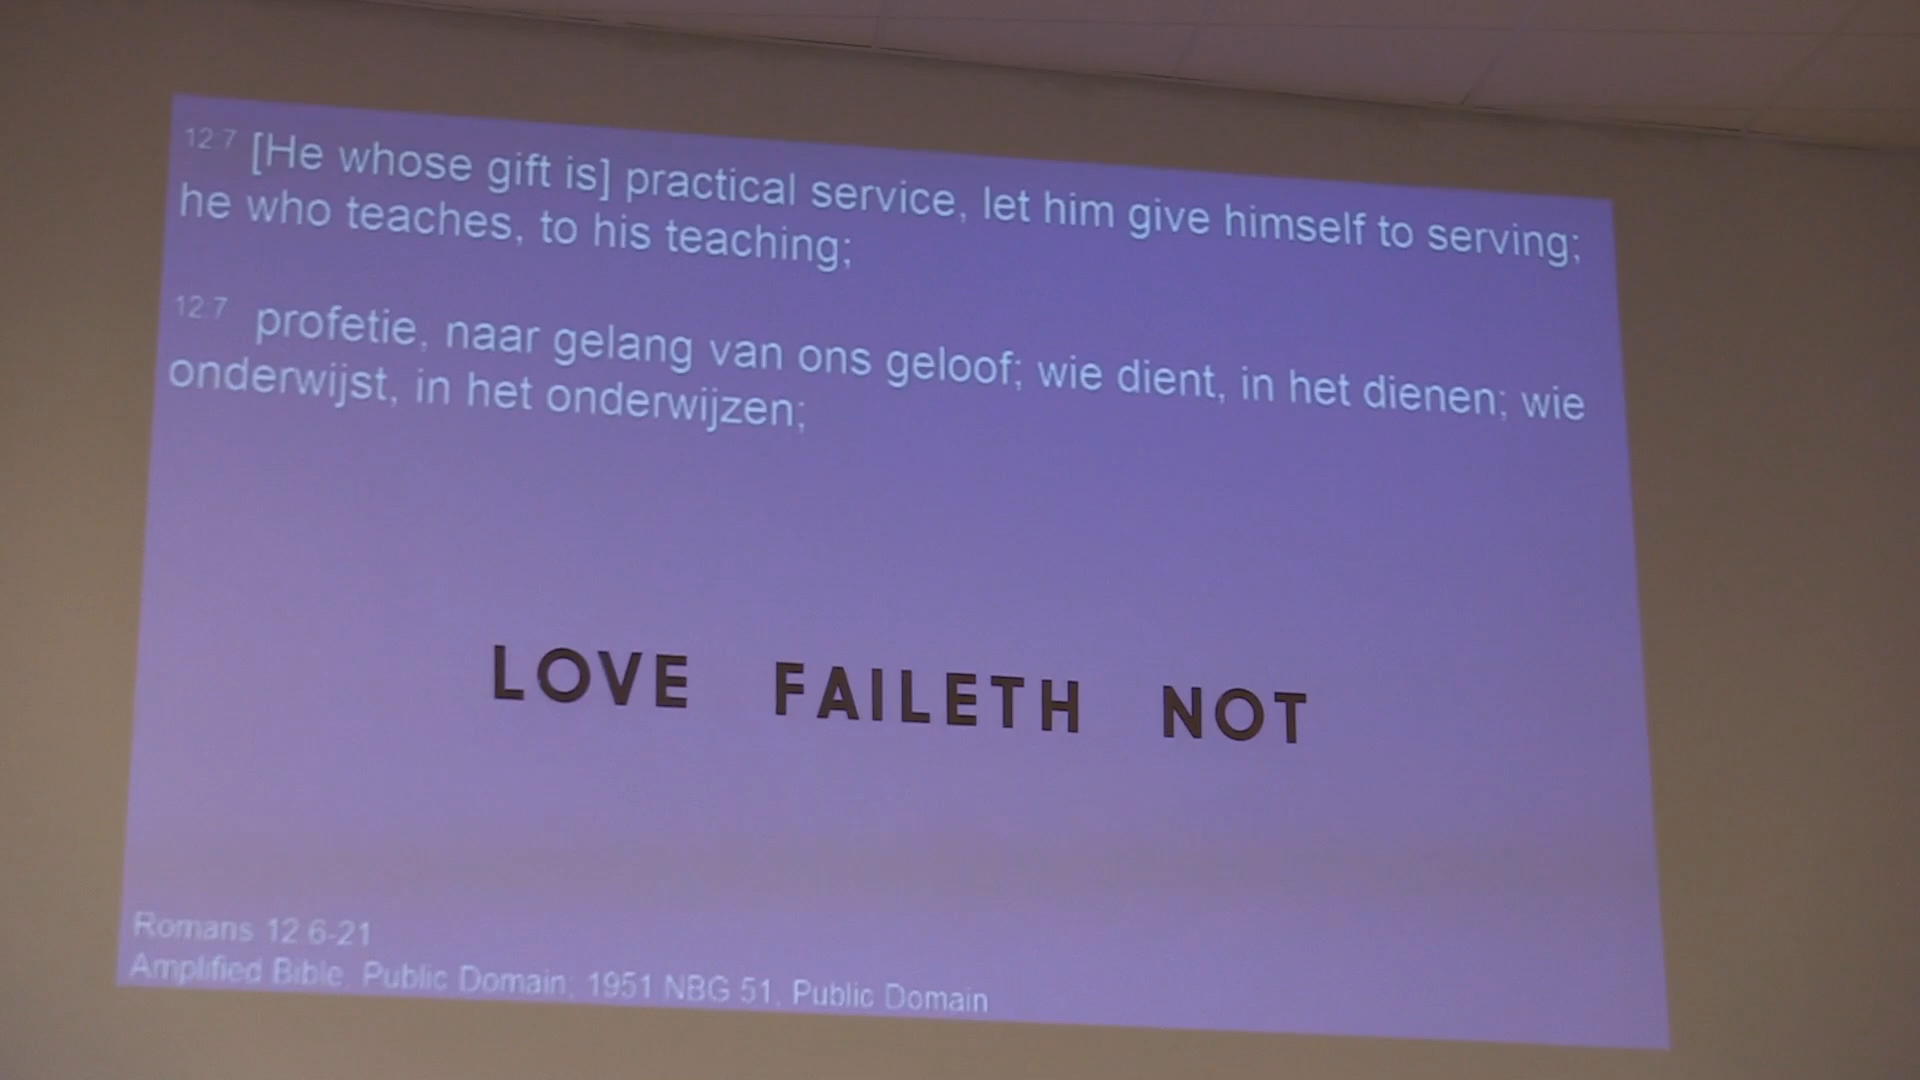 12:7 [He whose gift is] practical service, let him give himself to serving;
he who teaches, to his teaching;
12:7 profetie, naar gelang van ons geloof; wie dient, in het dienen; wie
onderwijst, in het onderwijzen;
LOVE FAILETH NOT
Romans 12:6-21
Amplified Bible, Public Domain; 1951 NBG 51, Public Domain